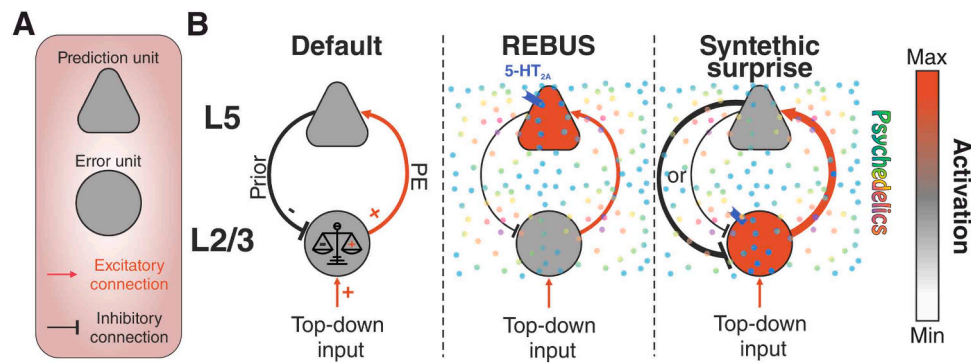 A
Prediction unit
Error unit
Excitatory
connection
Inhibitory
connection
B
Default
REBUS
Syntethic
surprise
5-HT2A
L5
L2/3
Prior
PE
-
+
- +
+
or
Top-down
input
Top-down
input
Top-down
input
Psychedelics
Max
Activation
Min